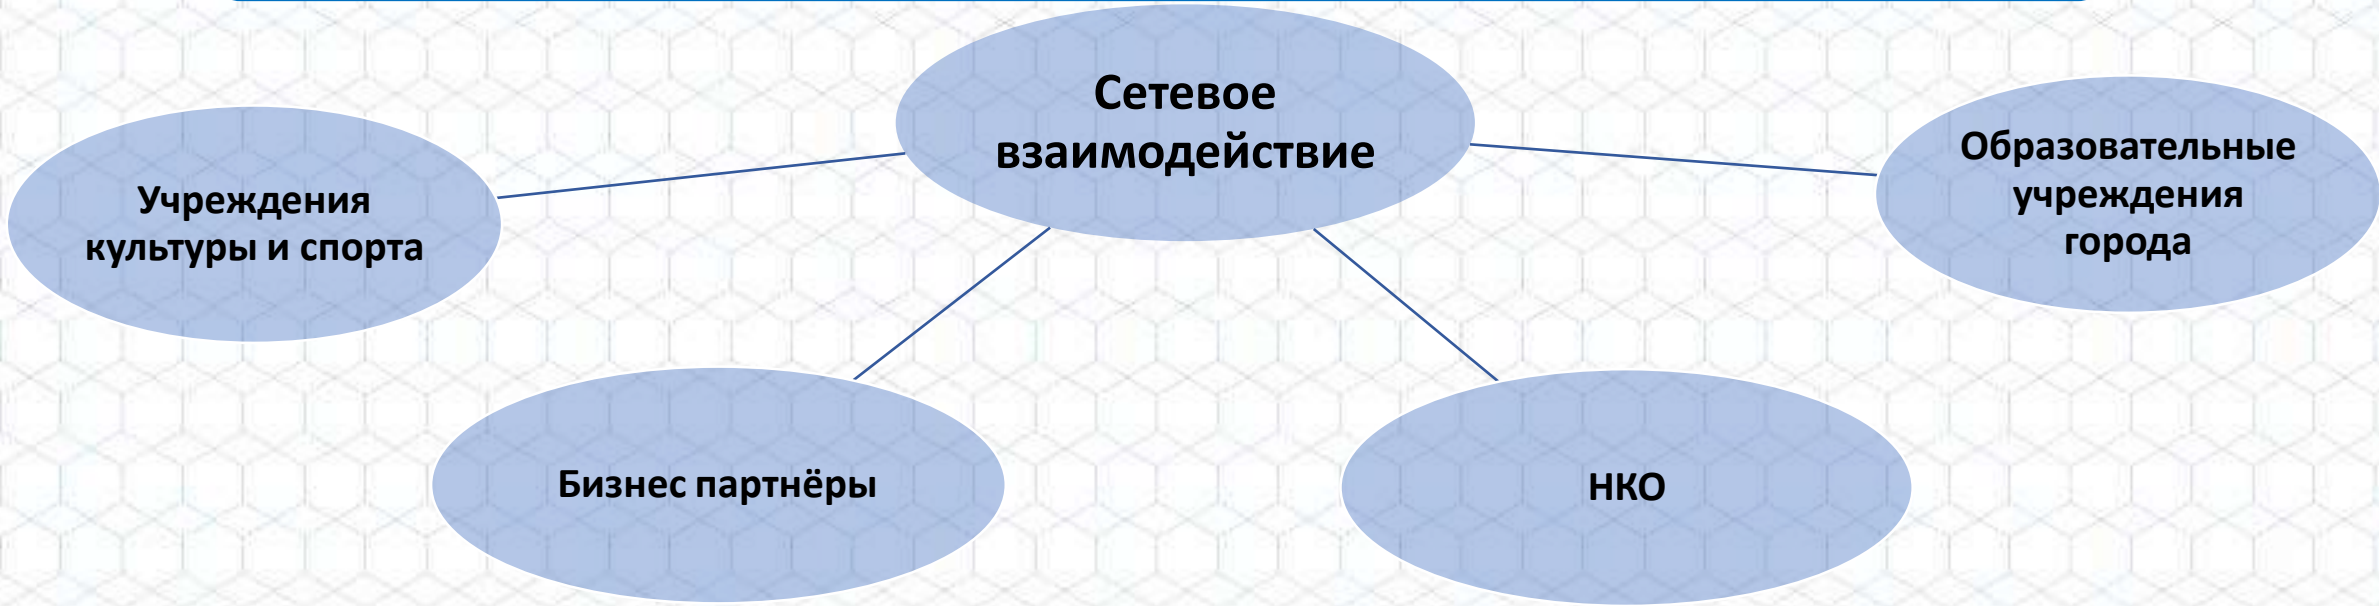 Сетевое
взаимодействие
Учреждения
культуры и спорта
Образовательные
учреждения
города
Бизнес партнёры
НКО